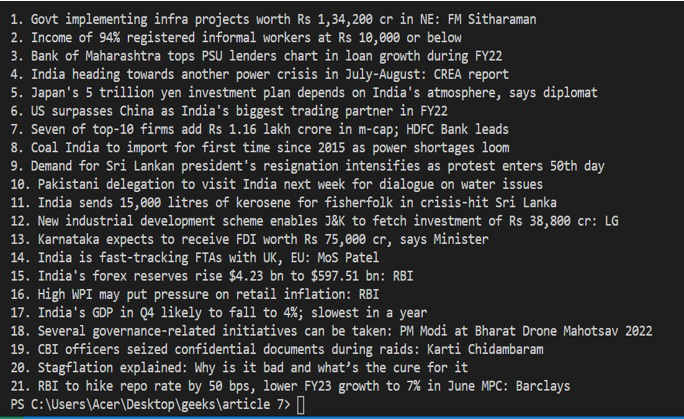 1. Govt implementing infra projects worth Rs 1,34,200 cr in NE: FM Sitharaman
2. Income of 94% registered informal workers at Rs 10,000 or below
3. Bank of Maharashtra tops PSU lenders chart in loan growth during FY22
4. India heading towards another power crisis in July-August: CREA report
5. Japan's 5 trillion yen investment plan depends on India's atmosphere, says diplomat
6. US surpasses China as India's biggest trading partner in FY22
7. Seven of top-10 firms add Rs 1.16 lakh crore in m-cap; HDFC Bank leads
8. Coal India to import for first time since 2015 as power shortages loom
9. Demand for Sri Lankan president's resignation intensifies as protest enters 50th day
10. Pakistani delegation to visit India next week for dialogue on water issues
11. India sends 15,000 litres of kerosene for fisherfolk in crisis-hit Sri Lanka
12. New industrial development scheme enables J&K to fetch investment of Rs 38,800 cr: LG
13. Karnataka expects to receive FDI worth Rs 75,000 cr, says Minister
14. India is fast-tracking FTAs with UK, EU: MoS Patel
15. India's forex reserves rise $4.23 bn to $597.51 bn: RBI
16. High WPI may put pressure on retail inflation: RBI
17. India's GDP in Q4 likely to fall to 4%; slowest in a year
18. Several governance-related initiatives can be taken: PM Modi at Bharat Drone Mahotsav 2022
19. CBI officers seized confidential documents during raids: Karti Chidambaram
20. Stagflation explained: Why is it bad and what's the cure for it
21. RBI to hike repo rate by 50 bps, lower FY23 growth to 7% in June MPC: Barclays
PS C:\Users\Acer\Desktop\geeks\article 7>